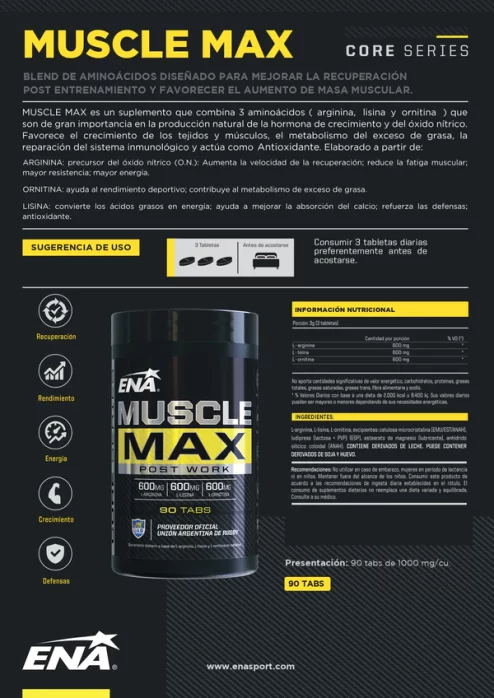 MUSCLE MAX
CORE SERIES
BLEND DE AMINOÁCIDOS DISEÑADO PARA MEJORAR LA RECUPERACIÓN
POST ENTRENAMIENTO Y FAVORECER EL AUMENTO DE MASA MUSCULAR.
MUSCLE MAX es un suplemento que combina 3 aminoácidos ( arginina, lisina y ornitina ) que
son de gran importancia en la producción natural de la hormona de crecimiento y del óxido nítrico.
Favorece el crecimiento de los tejidos y músculos, el metabolismo del exceso de grasa, la
reparación del sistema inmunológico y actúa como Antioxidante. Elaborado a partir de:
ARGININA: precursor del óxido nítrico (O.N.): Aumenta la velocidad de la recuperación; reduce la fatiga muscular;
mayor resistencia; mayor energía.
ORNITINA: ayuda al rendimiento deportivo; contribuye al metabolismo de exceso de grasa.
LISINA: convierte los ácidos grasos en energía; ayuda a mejorar la absorción del calcio; refuerza las defensas;
antioxidante.
SUGERENCIA DE USO
3 Tabletas
Antes de acostarse
Consumir 3 tabletas diarias
preferentemente antes de
acostarse.
Recuperación
Rendimiento
Energía
Crecimiento
Defensas
ENA
MUSCLE
MAX
POST WORK
600MG 600MG 600MG
L-ARGININA L-LISINA L-ORNITINA
90 TABS
PROVEEDOR OFICIAL
UNIÓN ARGENTINA DE RUGBY
INFORMACIÓN NUTRICIONAL
Porción: 3g (3 tabletas)
Cantidad por porción % VD (*)
L-arginina 600 mg *
L-lisina 600 mg *
L-ornitina 600 mg *
No aporta cantidades significativas de valor energético, carbohidratos, proteínas, grasas
totales, grasas saturadas, grasas trans, fibra alimentaria y sodio.
* % Valores Diarios con base a una dieta de 2.000 kcal u 8.400 kj. Sus valores diarios
pueden ser mayores o menores dependiendo de sus necesidades energéticas.
INGREDIENTES:
L-arginina, L-lisina, L-ornitina, excipientes: celulosa microcristalina (EMU/EST/ANAH),
ludipress (lactosa + PVP) (ESP), estearato de magnesio (lubricante), anhídrido
silícico coloidal (ANAH). CONTIENE DERIVADOS DE LECHE. PUEDE CONTENER
DERIVADOS DE SOJA Y HUEVO.
Recomendaciones: No utilizar en caso de embarazo, mujeres en período de lactancia
ni en niños. Mantener fuera del alcance de los niños. Consumir este producto de
acuerdo a las recomendaciones de ingesta diaria establecidas en el rótulo. El
consumo de suplementos dietarios no reemplaza una dieta variada y equilibrada.
Consulte a su médico.
Presentación: 90 tabs de 1000 mg/cu.
90 TABS
ENA
www.enasport.com